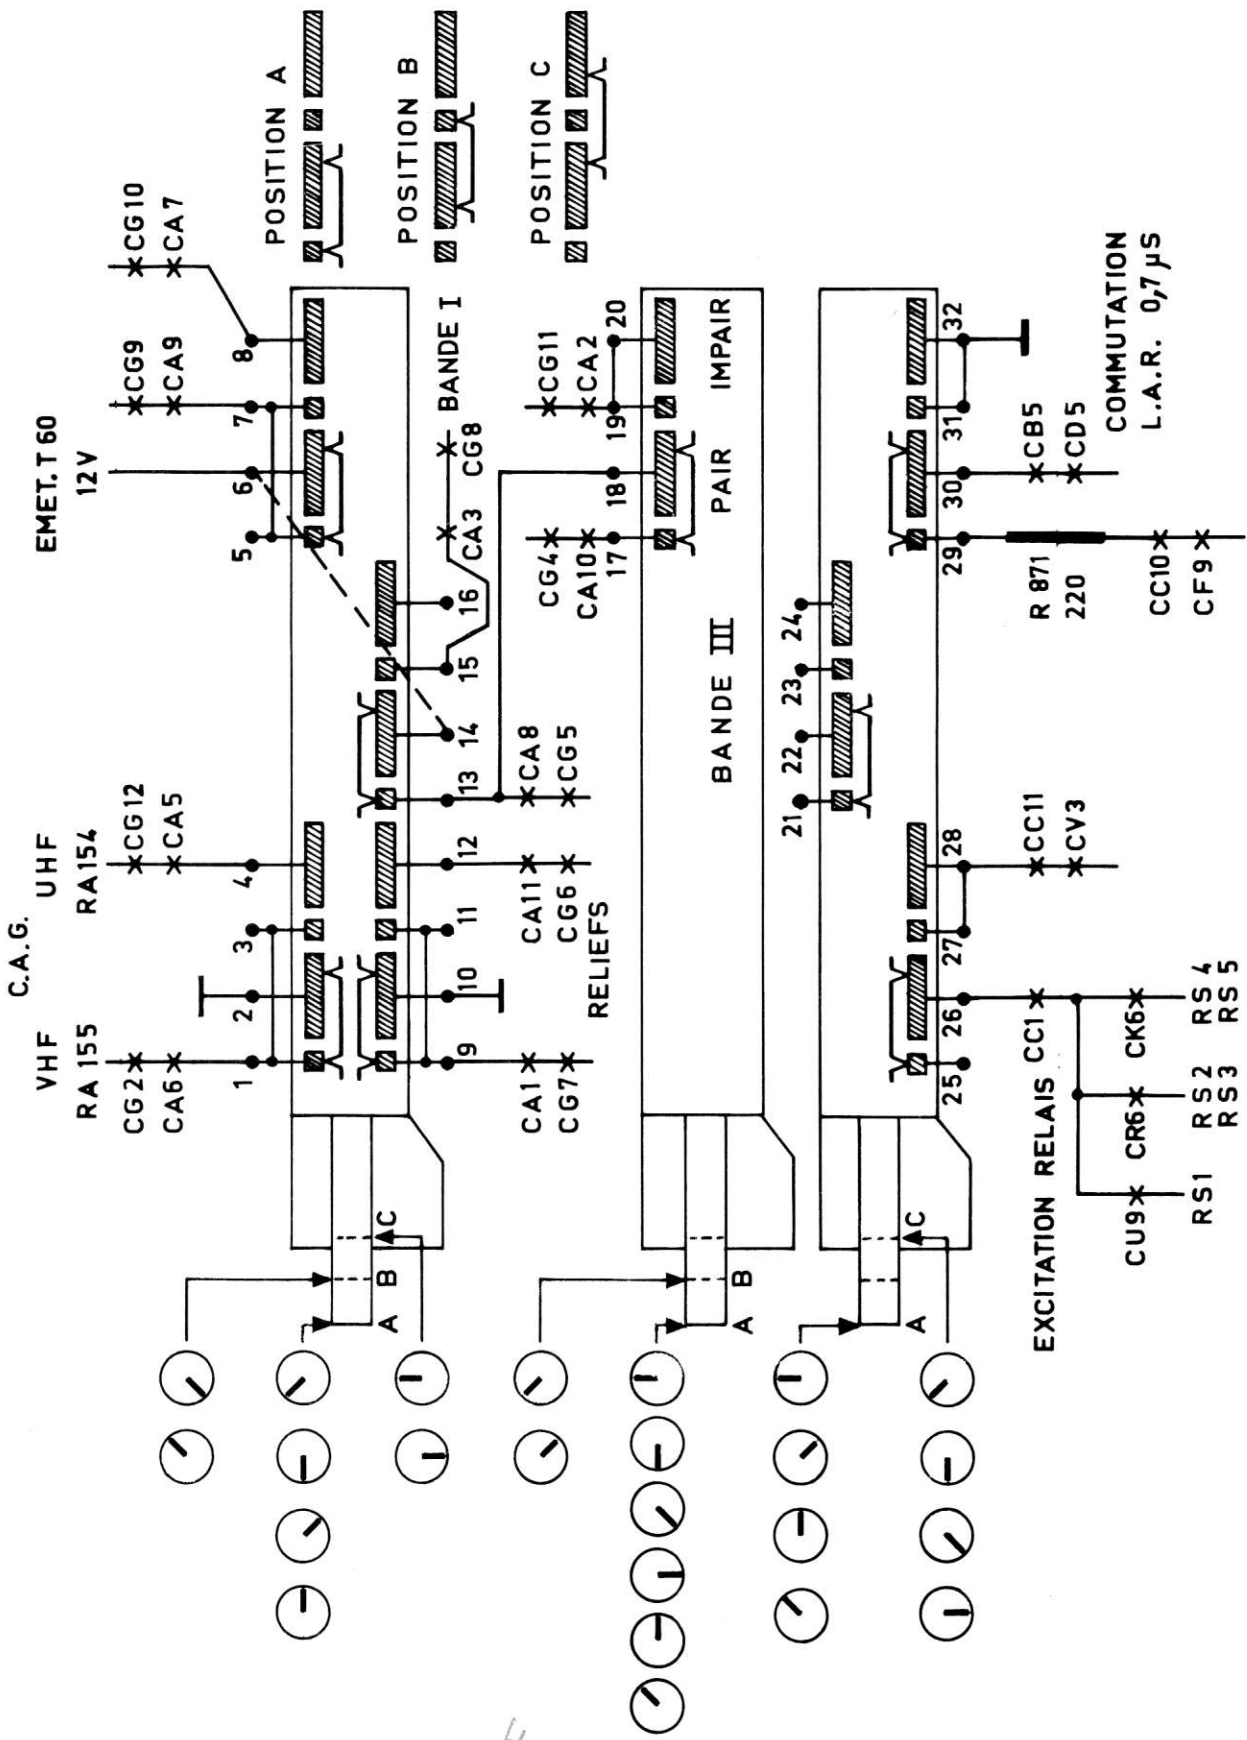 C.A.G.
VHF
UHF
EMET. T60
RA 155
RA154
12V
CG2
CG12
CG9
CG10
CA6
CA5
CA9
CA7
1
2
3
4
5
6
7
8
POSITION A
POSITION B
POSITION C
A
B
C
9
10
11
12
13
14
15
16
CA3
CG8
BANDE I
CA1
CA11
CA8
CG7
CG6
CG5
RELIEFS
CG4
CG11
CA10
CA2
17
18
19
20
PAIR
IMPAIR
BANDE III
A
B
21
22
23
24
A
C
25
26
27
28
29
30
31
32
EXCITATION RELAIS
CC1
CC11
CV3
R 871
220
CB5
CD5
COMMUTATION
L.A.R. 0,7 µS
CU9
CR6
CK6
CC10
CF9
RS1
RS2
RS3
RS4
RS5